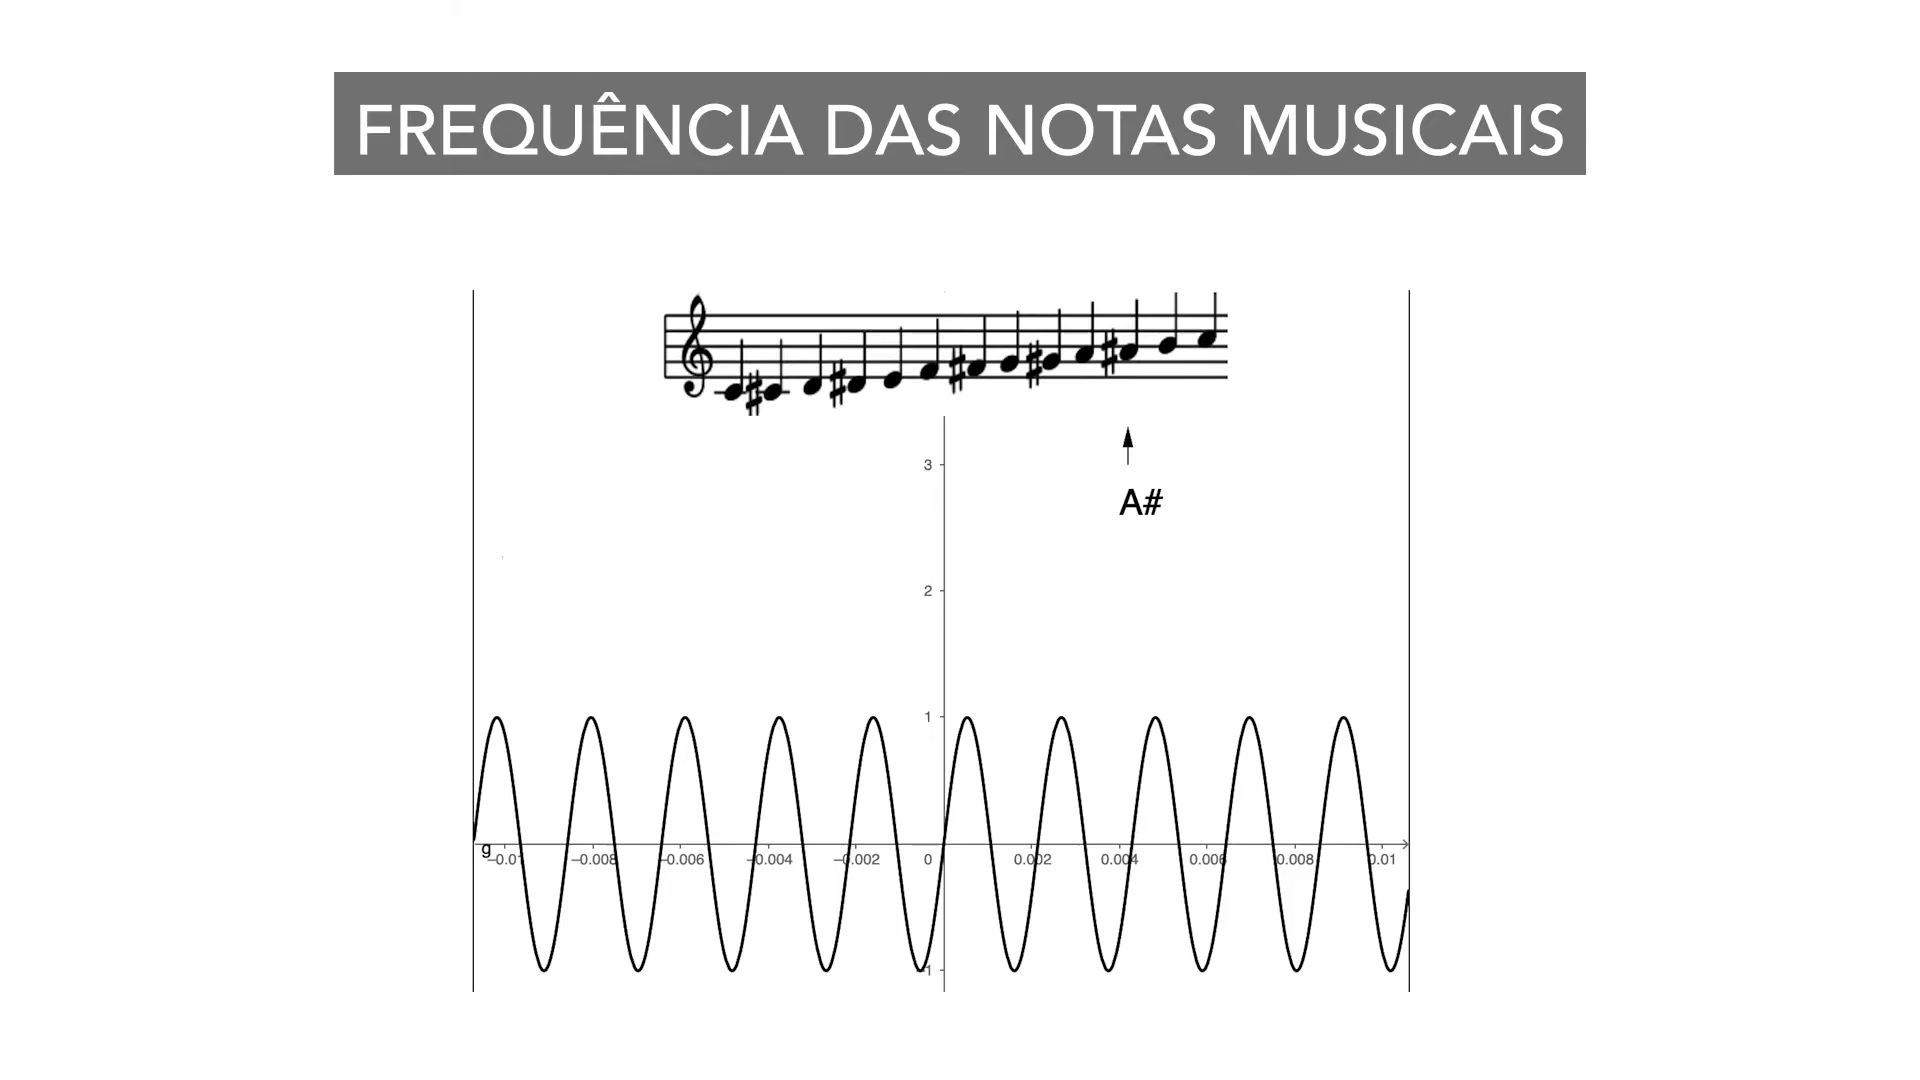 FREQUÊNCIA DAS NOTAS MUSICAIS
A#
3
2
1
g
–0.01 –0.008 –0.006 –0.004 –0.002 0 0.002 0.004 0.006 0.008 0.01
–1